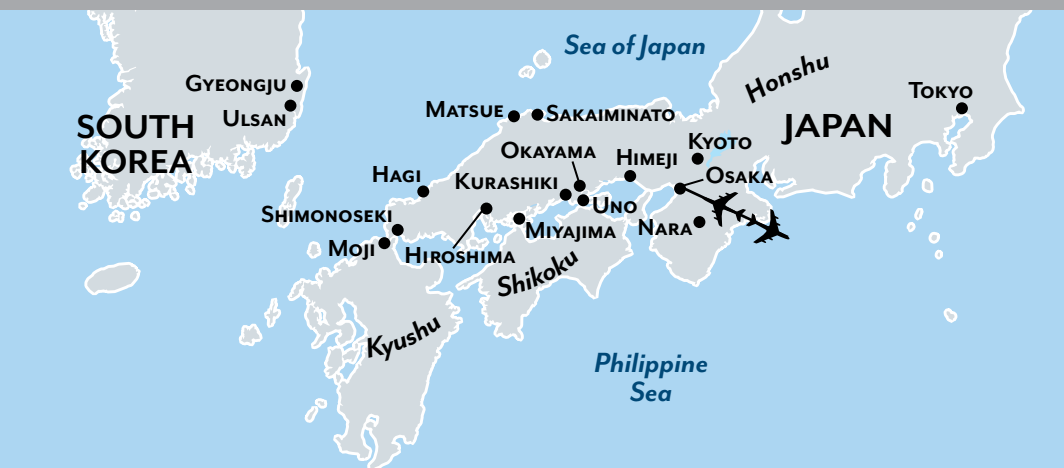 Sea of Japan
Honshu
Gyeongju
Tokyo
Ulsan
Matsue
Sakaiminato
SOUTH
KOREA
JAPAN
Kyoto
Okayama
Himeji
Hagi
Kurashiki
Osaka
Uno
Shimonoseki
Miyajima
Nara
Moji
Hiroshima
Shikoku
Kyushu
Philippine
Sea